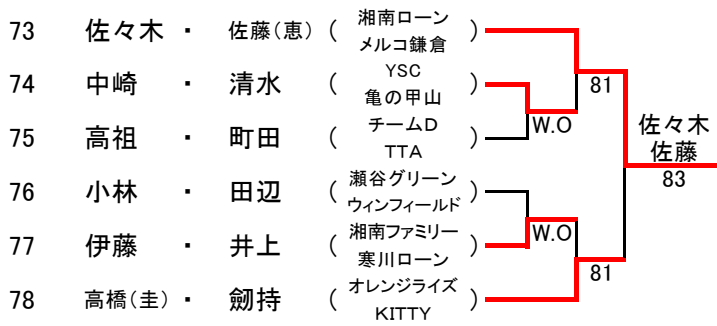 73 佐々木 ・ 佐藤(恵) ( 湘南ローン メルコ鎌倉 )
74 中崎 ・ 清水 ( YSC 亀の甲山 )
75 高祖 ・ 町田 ( チームD TTA )
76 小林 ・ 田辺 ( 瀬谷グリーン ウィンフィールド )
77 伊藤 ・ 井上 ( 湘南ファミリー 寒川ローン )
78 高橋(圭) ・ 劒持 ( オレンジライズ KITTY )
81
W.O
W.O
81
佐々木
佐藤
83